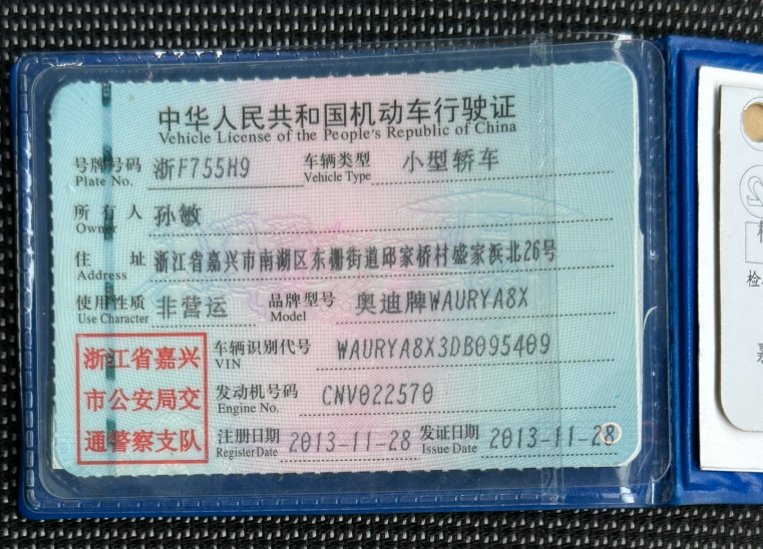 中华人民共和国机动车行驶证
Vehicle License of the People's Republic of China
号牌号码 浙F755H9 车辆类型 小型轿车
Plate No. Vehicle Type
所有人 孙敏
Owner
住址 浙江省嘉兴市南湖区东栅街道邱家桥村盛家浜北26号
Address
使用性质 非营运 品牌型号 奥迪牌WAURYA8X
Use Character Model
浙江省嘉兴
市公安局交
通警察支队
车辆识别代号 WAURYA8X3DB095409
VIN
发动机号码 CNV022570
Engine No.
注册日期 2013-11-28 发证日期 2013-11-28
Register Date Issue Date